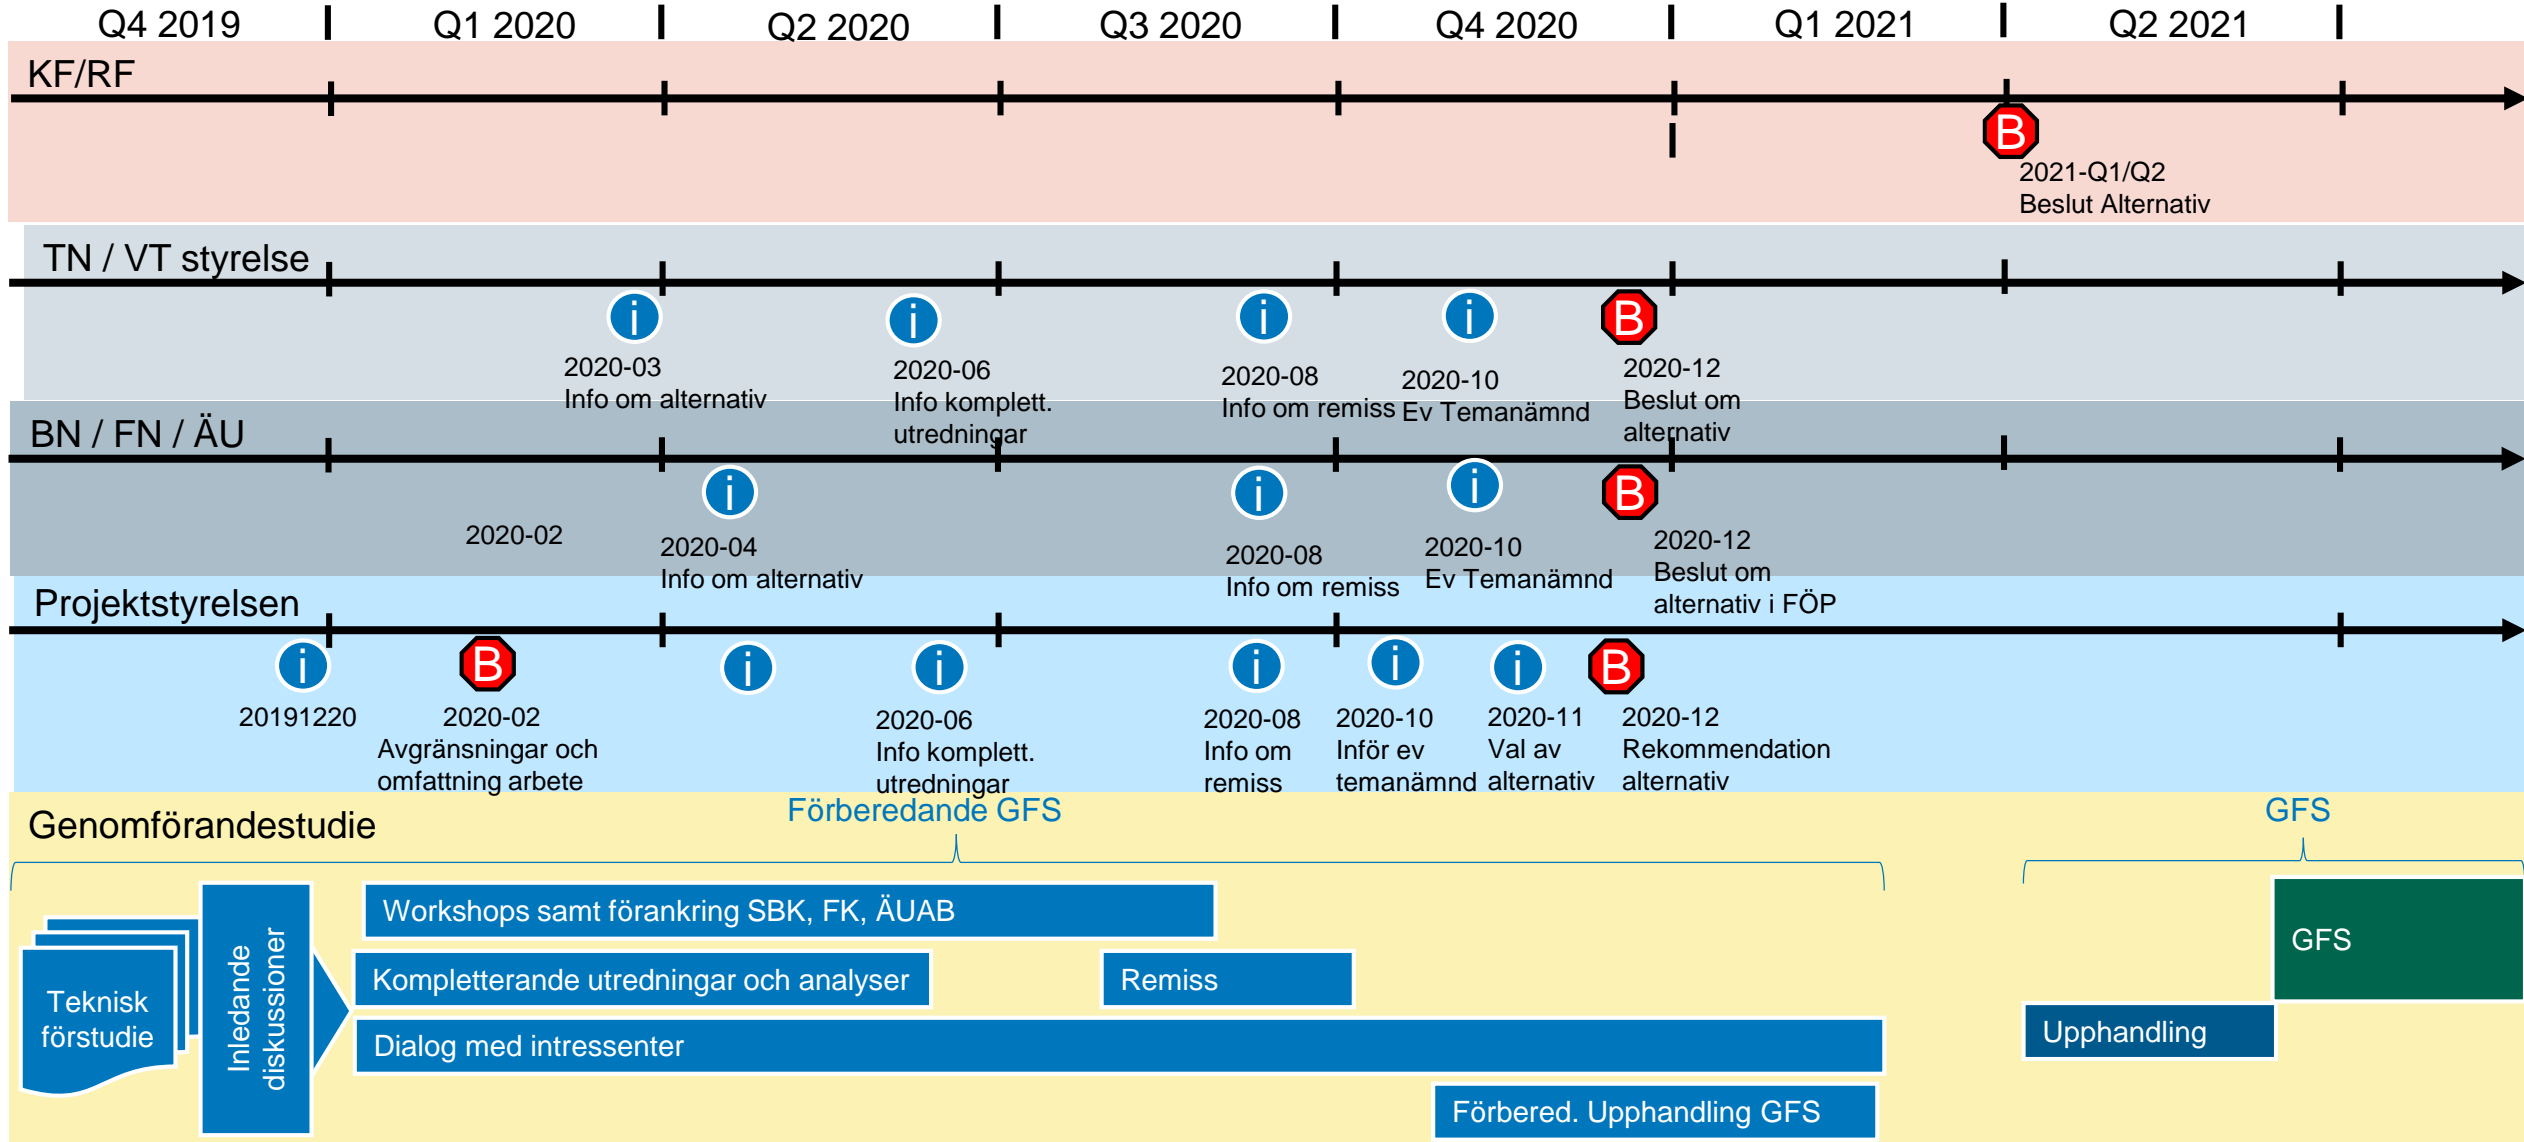 Q4 2019
Q1 2020
Q2 2020
Q3 2020
Q4 2020
Q1 2021
Q2 2021
KF/RF
B
2021-Q1/Q2
Beslut Alternativ
TN / VT styrelse
i
i
i
i
B
2020-03
Info om alternativ
2020-06
Info komplett.
utredningar
2020-08
Info om remiss
2020-10
Ev Temanämnd
2020-12
Beslut om
alternativ
BN / FN / ÄU
i
i
i
B
2020-02
2020-04
Info om alternativ
2020-08
Info om remiss
2020-10
Ev Temanämnd
2020-12
Beslut om
alternativ i FÖP
Projektstyrelsen
i
B
i
i
i
i
i
B
20191220
2020-02
Avgränsningar och
omfattning arbete
2020-06
Info komplett.
utredningar
2020-08
Info om
remiss
2020-10
Inför ev
temanämnd
2020-11
Val av
alternativ
2020-12
Rekommendation
alternativ
Genomförandestudie
Förberedande GFS
GFS
Teknisk
förstudie
Inledande
diskussioner
Workshops samt förankring SBK, FK, ÄUAB
Kompletterande utredningar och analyser
Remiss
Dialog med intressenter
Förbered. Upphandling GFS
Upphandling
GFS